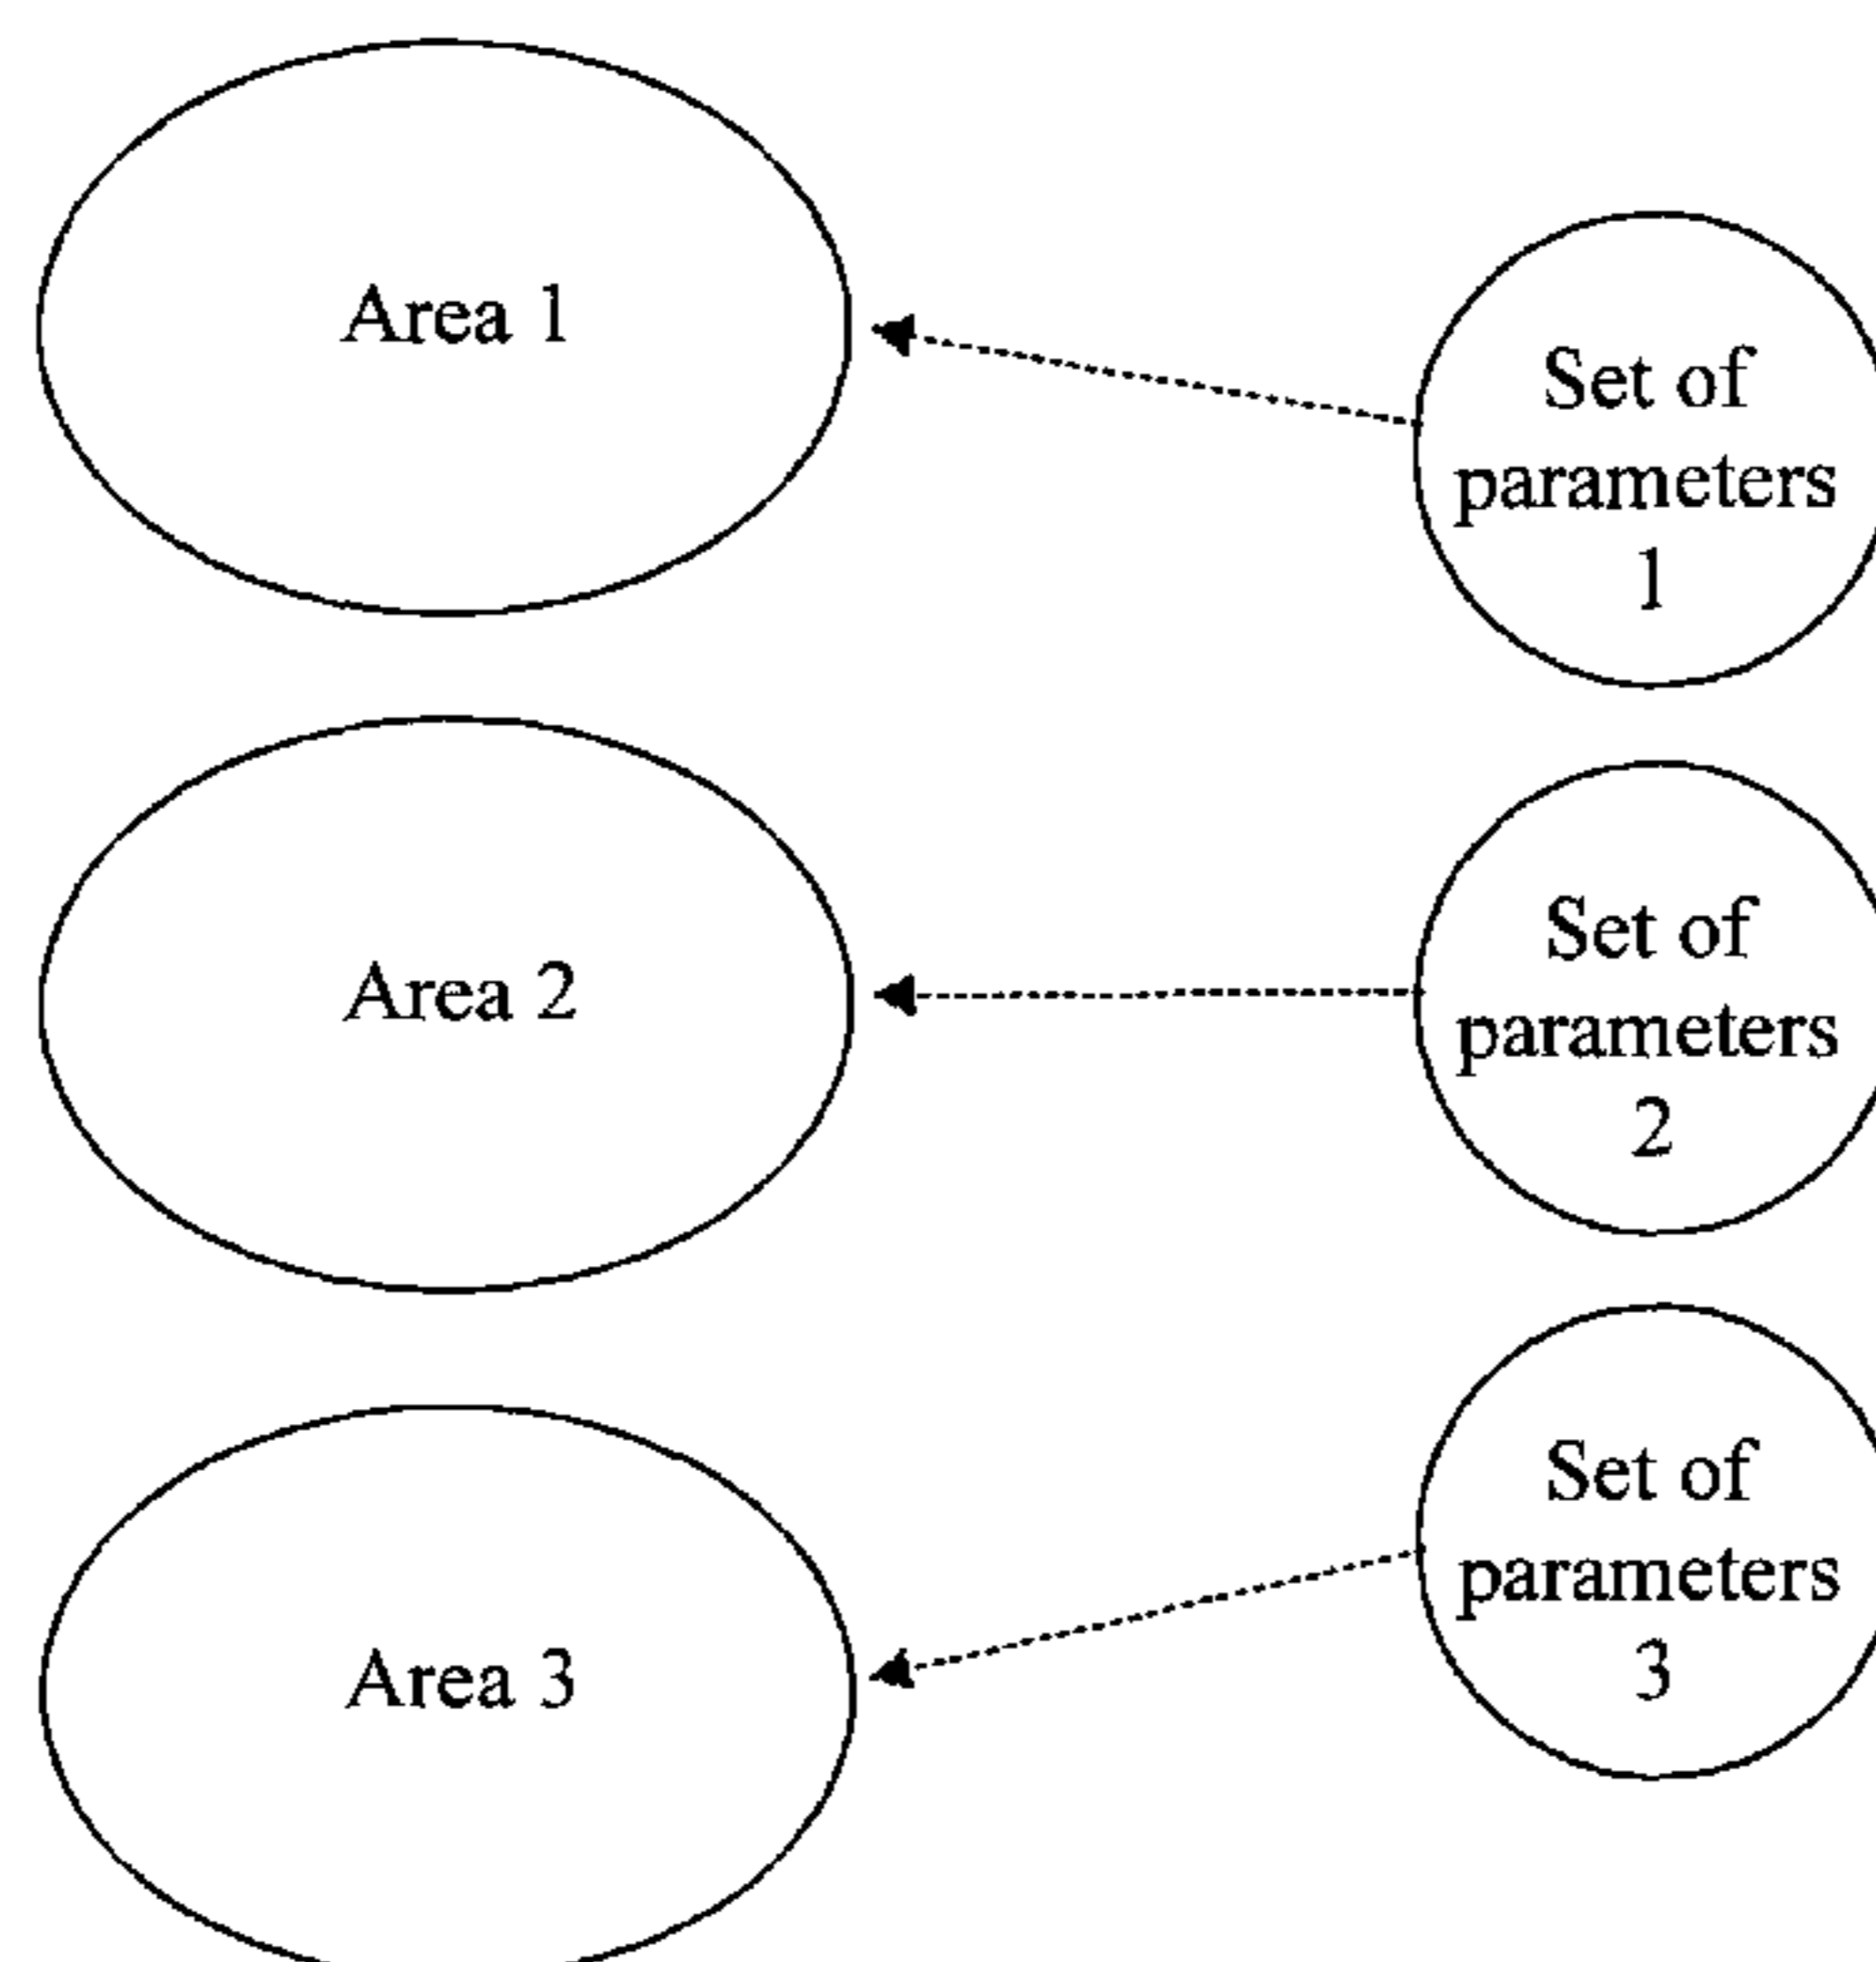 Area 1
Set of
parameters
1
Area 2
Set of
parameters
2
Area 3
Set of
parameters
3